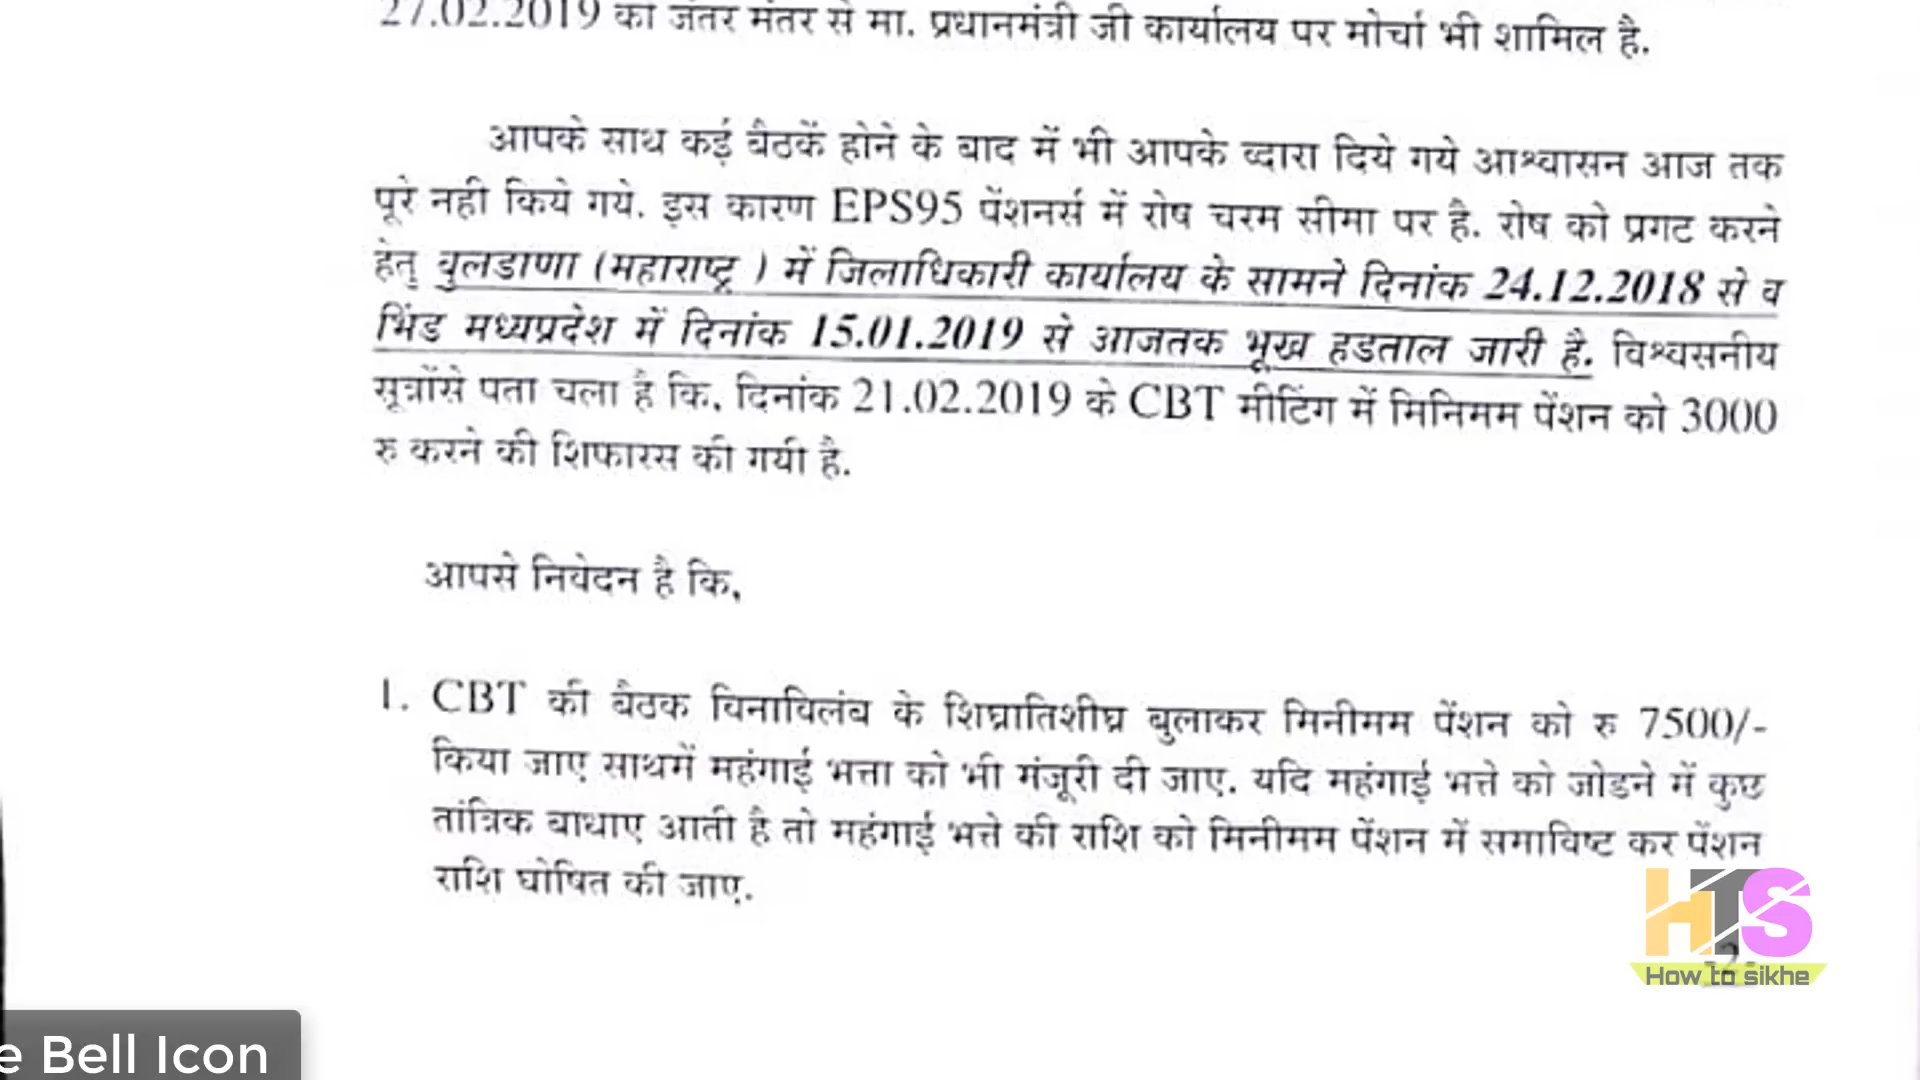 27.02.2019 का जंतर मंतर से मा. प्रधानमंत्री जी कार्यालय पर मोर्चा भी शामिल है.
आपके साथ कई बैठकें होने के बाद में भी आपके व्दारा दिये गये आश्वासन आज तक
पूरे नही किये गये. इस कारण EPS95 पेंशनर्स में रोष चरम सीमा पर है. रोष को प्रगट करने
हेतु बुलडाणा (महाराष्ट्र ) में जिलाधिकारी कार्यालय के सामने दिनांक 24.12.2018 से व
भिंड मध्यप्रदेश में दिनांक 15.01.2019 से आजतक भूख हडताल जारी है. विश्वसनीय
सूत्रोंसे पता चला है कि, दिनांक 21.02.2019 के CBT मीटिंग में मिनिमम पेंशन को 3000
रु करने की शिफारस की गयी है.
आपसे निवेदन है कि,
1. CBT की बैठक विनाविलंब के शिघ्रातिशीघ्र बुलाकर मिनीमम पेंशन को रु 7500/-
किया जाए साथमें महंगाई भत्ता को भी मंजूरी दी जाए. यदि महंगाई भत्ते को जोडने में कुछ
तांत्रिक बाधाए आती है तो महंगाई भत्ते की राशि को मिनीमम पेंशन में समाविष्ट कर पेंशन
राशि घोषित की जाए.
HTS
-2-
How to sikhe
e Bell Icon